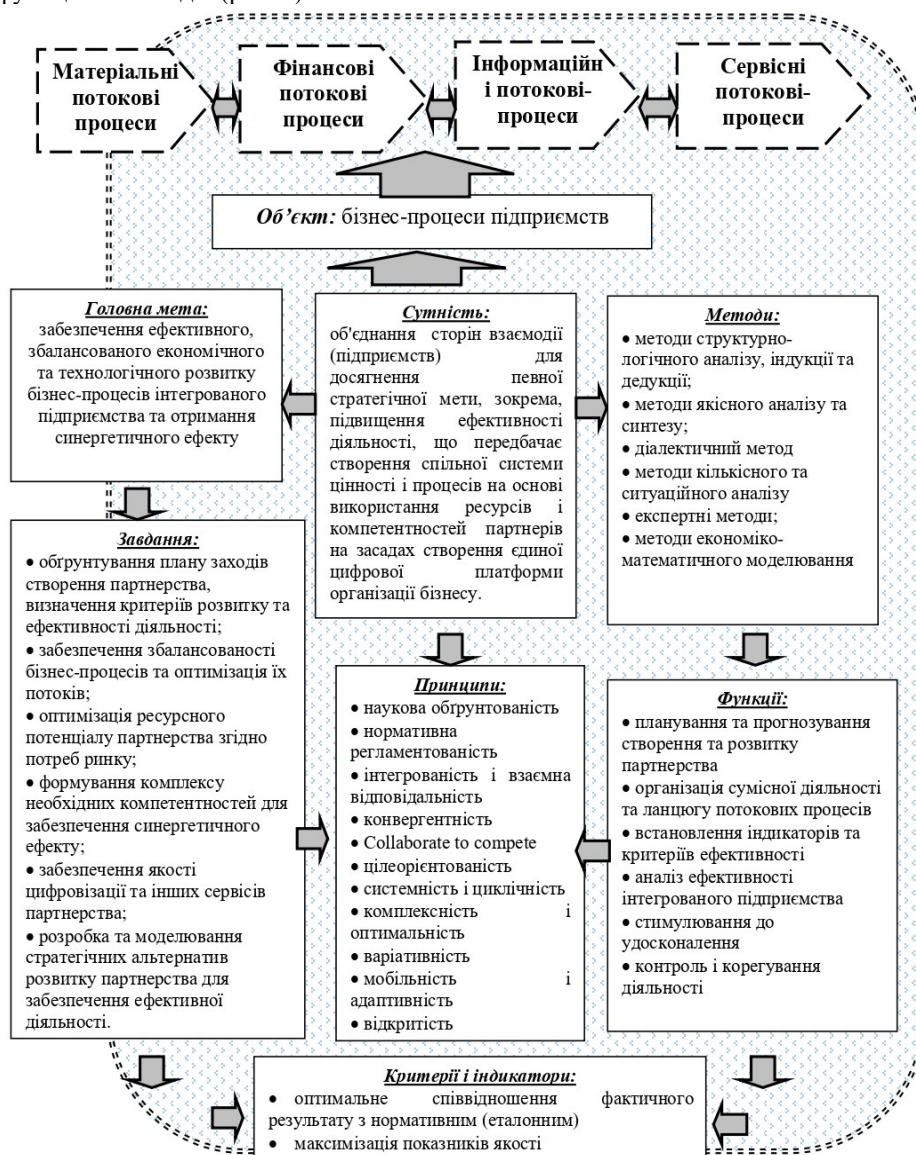 Матеріальні
потокові
процеси
Фінансові
потокові
процеси
Інформаційн
і потокові-
процеси
Сервісні
потокові-
процеси
Об’єкт: бізнес-процеси підприємств
Головна мета:
забезпечення ефективного,
збалансованого економічного
та технологічного розвитку
бізнес-процесів інтегрованого
підприємства та отримання
синергетичного ефекту
Сутність:
об'єднання сторін взаємодії
(підприємств) для
досягнення певної
стратегічної мети, зокрема,
підвищення ефективності
діяльності, що передбачає
створення спільної системи
цінності і процесів на основі
використання ресурсів і
компетентностей партнерів
на засадах створення єдиної
цифрової платформи
організації бізнесу.
Методи:
• методи структурно-
логічного аналізу, індукції та
дедукції;
• методи якісного аналізу та
синтезу;
• діалектичний метод
• методи кількісного та
ситуаційного аналізу
• експертні методи;
• методи економіко-
математичного моделювання
Завдання:
• обґрунтування плану заходів
створення партнерства,
визначення критеріїв розвитку та
ефективності діяльності;
• забезпечення збалансованості
бізнес-процесів та оптимізація їх
потоків;
• оптимізація ресурсного
потенціалу партнерства згідно
потреб ринку;
• формування комплексу
необхідних компетентностей для
забезпечення синергетичного
ефекту;
• забезпечення якості
цифровізації та інших сервісів
партнерства;
• розробка та моделювання
стратегічних альтернатив
розвитку партнерства для
забезпечення ефективної
діяльності.
Принципи:
• наукова обґрунтованість
• нормативна
регламентованість
• інтегрованість і взаємна
відповідальність
• конвергентність
• Collaborate to compete
• цілеорієнтованість
• системність і циклічність
• комплексність і
оптимальність
• варіативність
• мобільність і
адаптивність
• відкритість
Функції:
• планування та прогнозування
створення та розвитку
партнерства
• організація сумісної діяльності
та ланцюгу потокових процесів
• встановлення індикаторів та
критеріїв ефективності
• аналіз ефективності
інтегрованого підприємства
• стимулювання до
удосконалення
• контроль і корегування
діяльності
Критерії і індикатори:
• оптимальне співвідношення фактичного
результату з нормативним (еталонним)
• максимізація показників якості